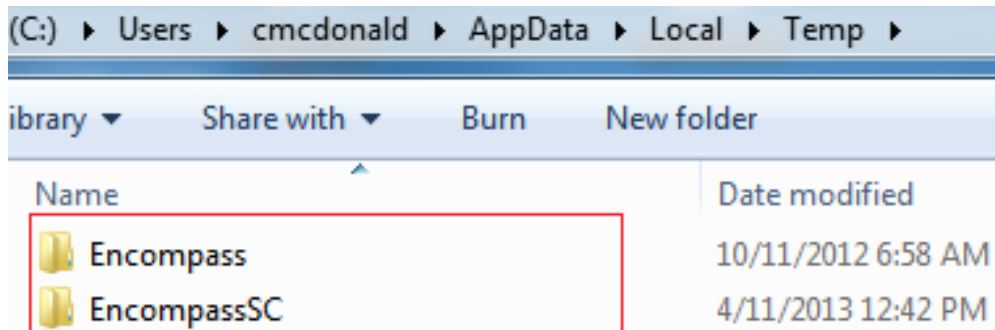 (C:) ▸ Users ▸ cmcdonald ▸ AppData ▸ Local ▸ Temp ▸
ibrary ▾ Share with ▾ Burn New folder
Name Date modified
Encompass 10/11/2012 6:58 AM
EncompassSC 4/11/2013 12:42 PM